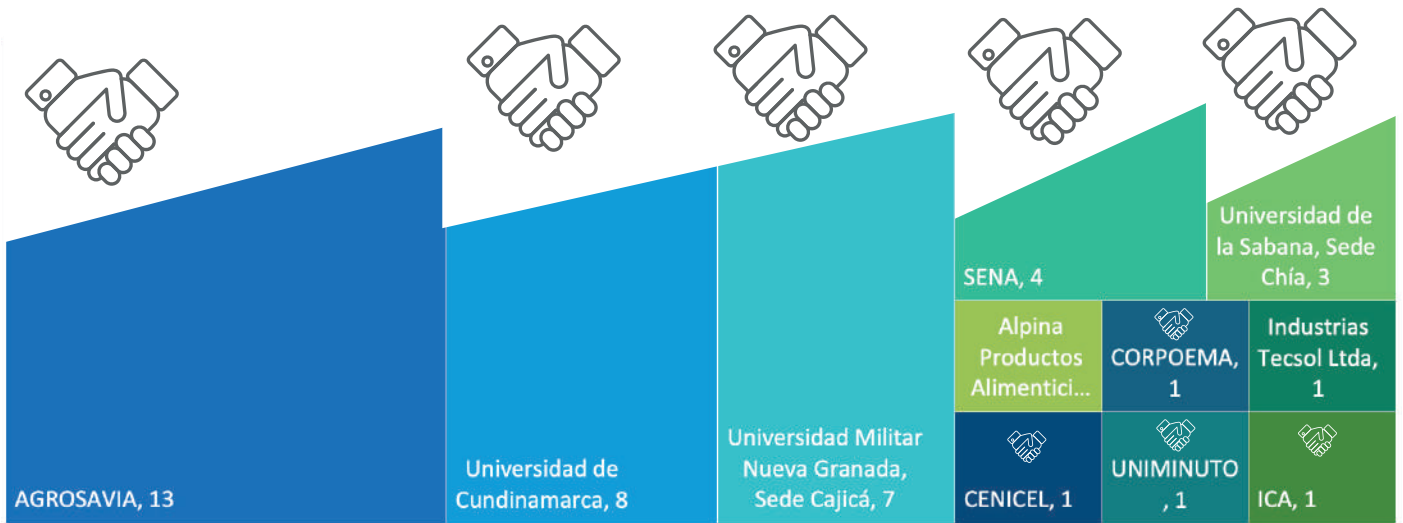 AGROSAVIA, 13
Universidad de
Cundinamarca, 8
Universidad Militar
Nueva Granada,
Sede Cajicá, 7
SENA, 4
Universidad de
la Sabana, Sede
Chía, 3
Alpina
Productos
Alimentici...
CORPOEMA,
1
Industrias
Tecsol Ltda,
1
CENICEL, 1
UNIMINUTO
, 1
ICA, 1